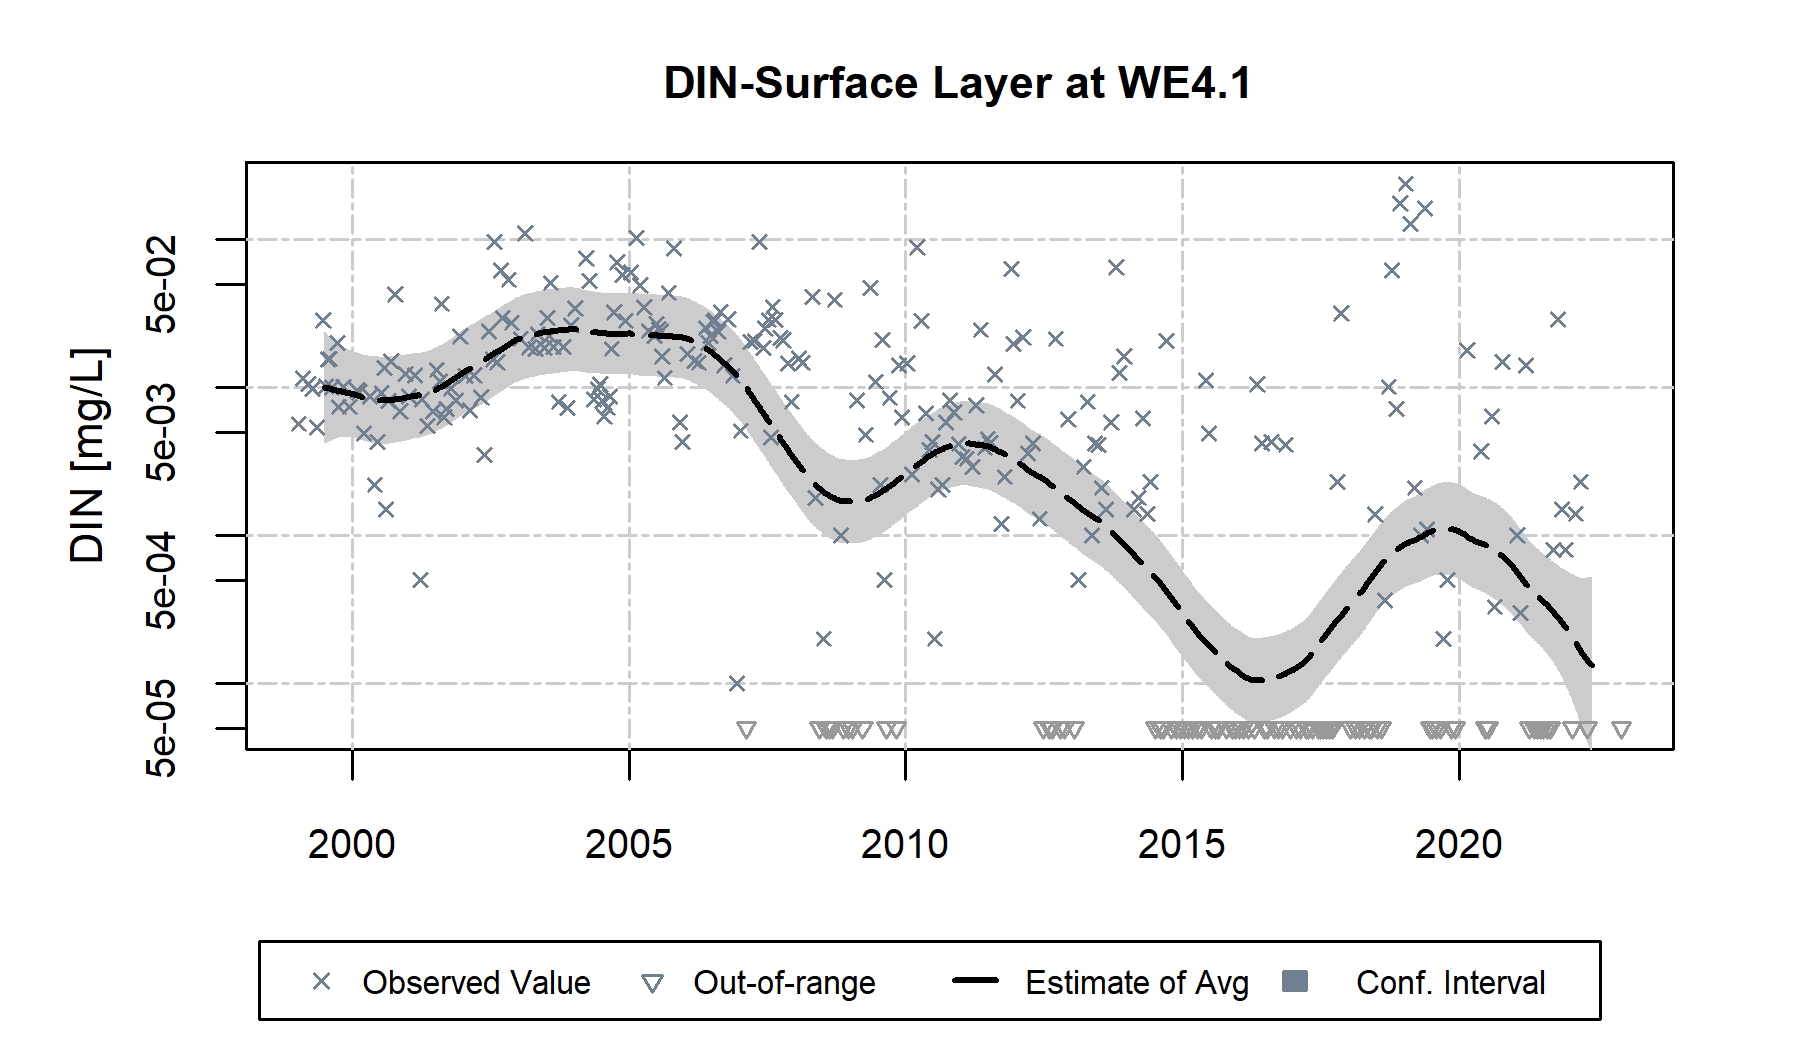 DIN-Surface Layer at WE4.1
DIN [mg/L]
5e-02
5e-03
5e-04
5e-05
2000 2005 2010 2015 2020
Observed Value Out-of-range Estimate of Avg Conf. Interval